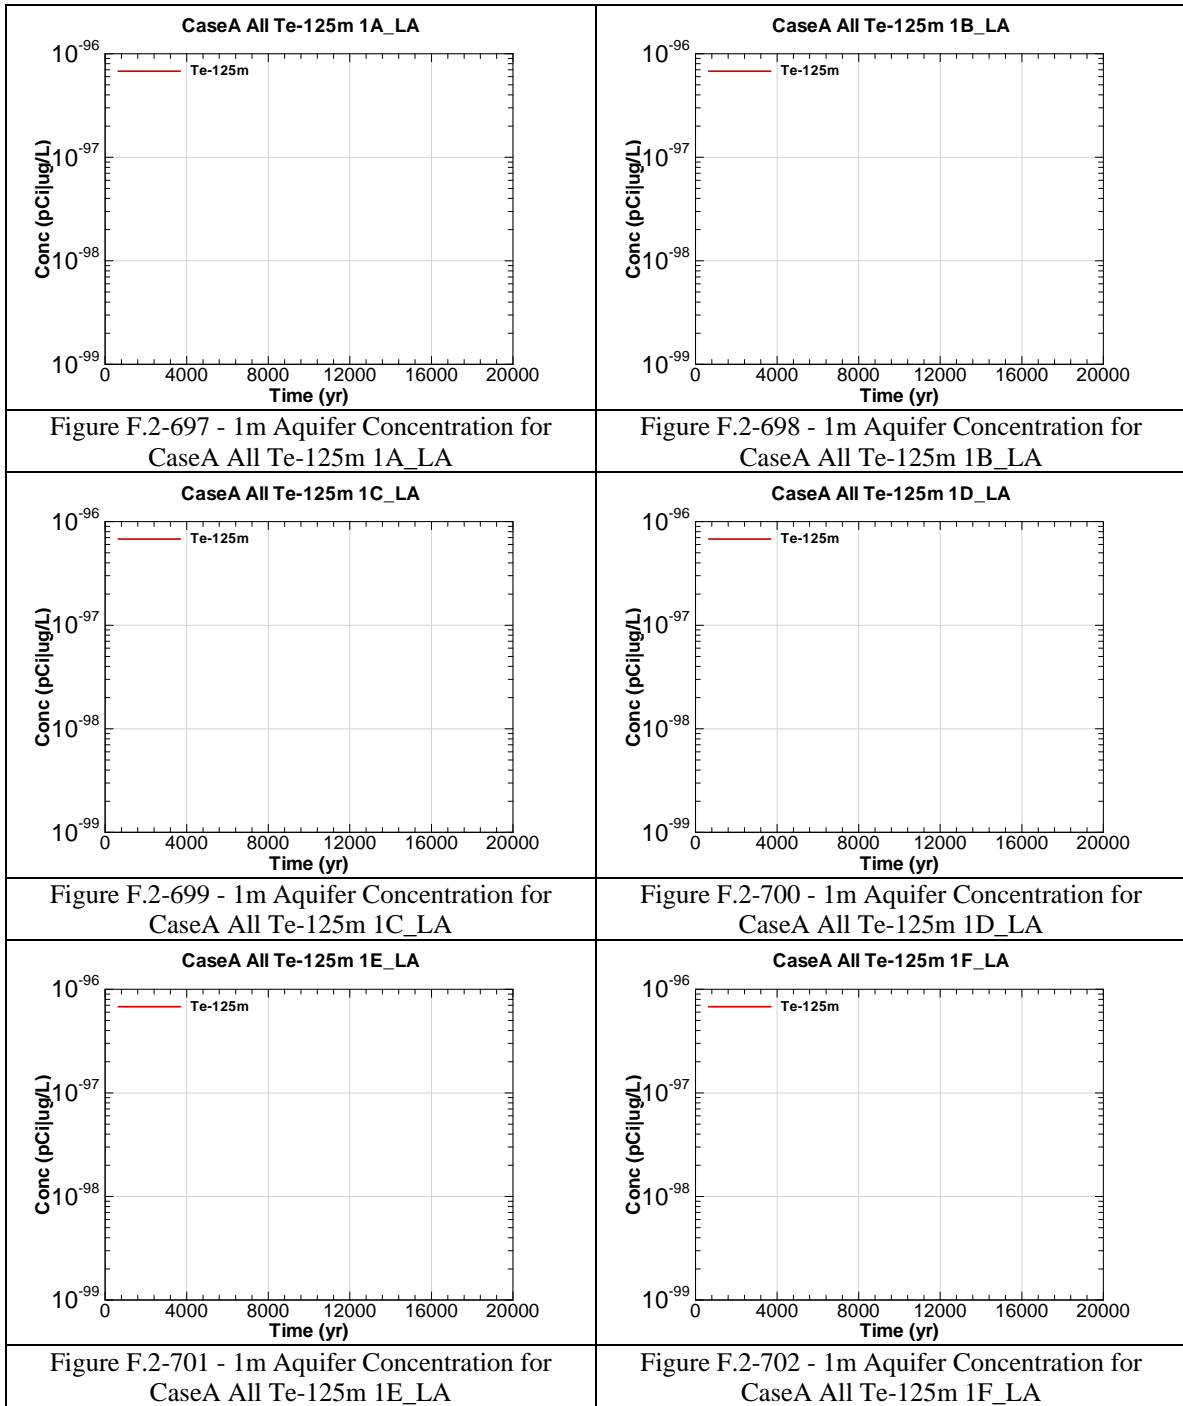 CaseA All Te-125m 1A_LA
10^-96
Te-125m
10^-97
Conc (pCi|ug/L)
10^-98
10^-99
0 4000 8000 12000 16000 20000
Time (yr)
Figure F.2-697 - 1m Aquifer Concentration for
CaseA All Te-125m 1A_LA
CaseA All Te-125m 1B_LA
10^-96
Te-125m
10^-97
Conc (pCi|ug/L)
10^-98
10^-99
0 4000 8000 12000 16000 20000
Time (yr)
Figure F.2-698 - 1m Aquifer Concentration for
CaseA All Te-125m 1B_LA
CaseA All Te-125m 1C_LA
10^-96
Te-125m
10^-97
Conc (pCi|ug/L)
10^-98
10^-99
0 4000 8000 12000 16000 20000
Time (yr)
Figure F.2-699 - 1m Aquifer Concentration for
CaseA All Te-125m 1C_LA
CaseA All Te-125m 1D_LA
10^-96
Te-125m
10^-97
Conc (pCi|ug/L)
10^-98
10^-99
0 4000 8000 12000 16000 20000
Time (yr)
Figure F.2-700 - 1m Aquifer Concentration for
CaseA All Te-125m 1D_LA
CaseA All Te-125m 1E_LA
10^-96
Te-125m
10^-97
Conc (pCi|ug/L)
10^-98
10^-99
0 4000 8000 12000 16000 20000
Time (yr)
Figure F.2-701 - 1m Aquifer Concentration for
CaseA All Te-125m 1E_LA
CaseA All Te-125m 1F_LA
10^-96
Te-125m
10^-97
Conc (pCi|ug/L)
10^-98
10^-99
0 4000 8000 12000 16000 20000
Time (yr)
Figure F.2-702 - 1m Aquifer Concentration for
CaseA All Te-125m 1F_LA